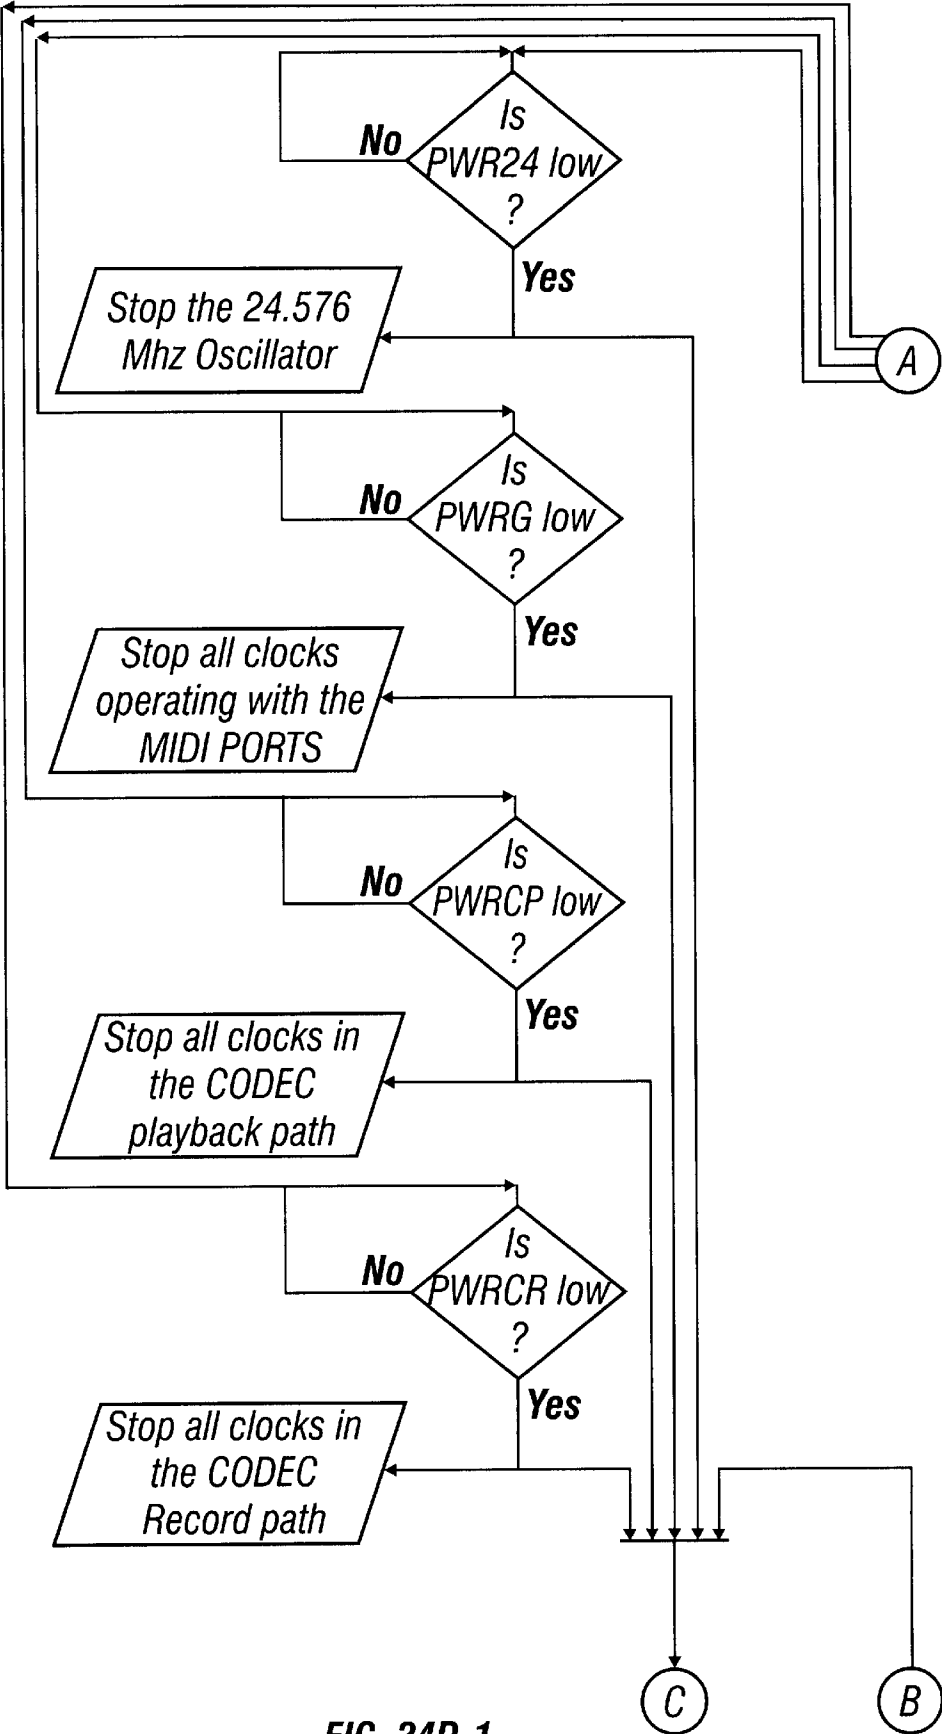 Is
PWR24 low
?
No
Yes
Stop the 24.576
Mhz Oscillator
A
Is
PWRG low
?
No
Yes
Stop all clocks
operating with the
MIDI PORTS
Is
PWRCP low
?
No
Yes
Stop all clocks in
the CODEC
playback path
Is
PWRCR low
?
No
Yes
Stop all clocks in
the CODEC
Record path
C
B